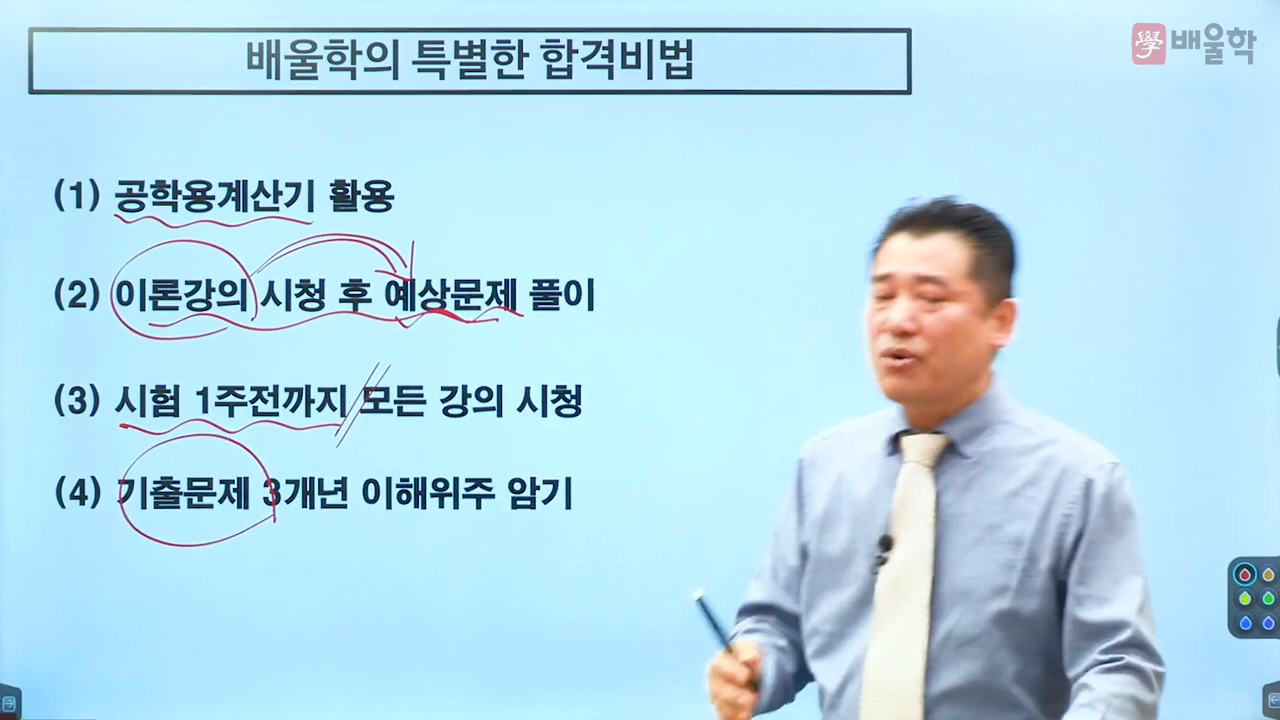 배울학의 특별한 합격비법
學 배울학
(1) 공학용계산기 활용
(2) 이론강의 시청 후 예상문제 풀이
(3) 시험 1주전까지 모든 강의 시청
(4) 기출문제 3개년 이해위주 암기